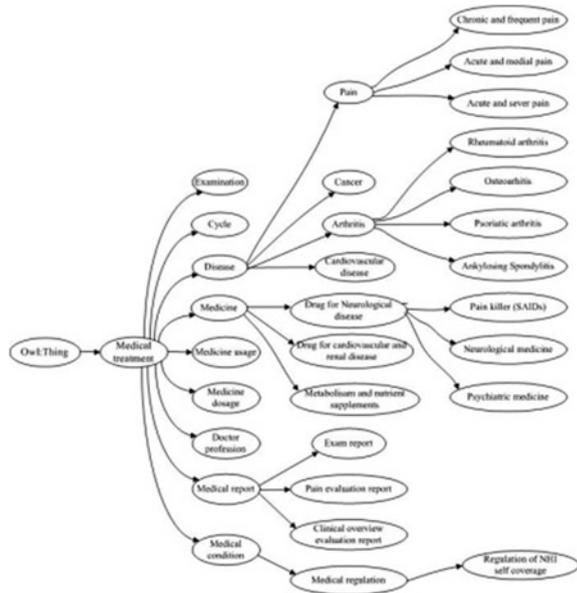 Chronic and frequent pain
Acute and medial pain
Pain
Acute and sever pain
Rheumatoid arthritis
Examination
Cancer
Osteoarhitis
Cycle
Arthritis
Psoriatic arthritis
Disease
Cardiovascular
disease
Ankylosing Spondylitis
Medicine
Drug for Neurological
disease
Pain killer (SAIDs)
Owl:Thing
Medical
treatment
Medicine usage
Drug for cardiovascular and
renal disease
Neurological medicine
Medicine
dosage
Metabolisam and nutrient
supplements
Psychiatric medicine
Doctor
profession
Exam report
Medical report
Pain evaluation report
Clinical overview
evaluation report
Medical
condition
Medical regulation
Regulation of NHI
self coverage